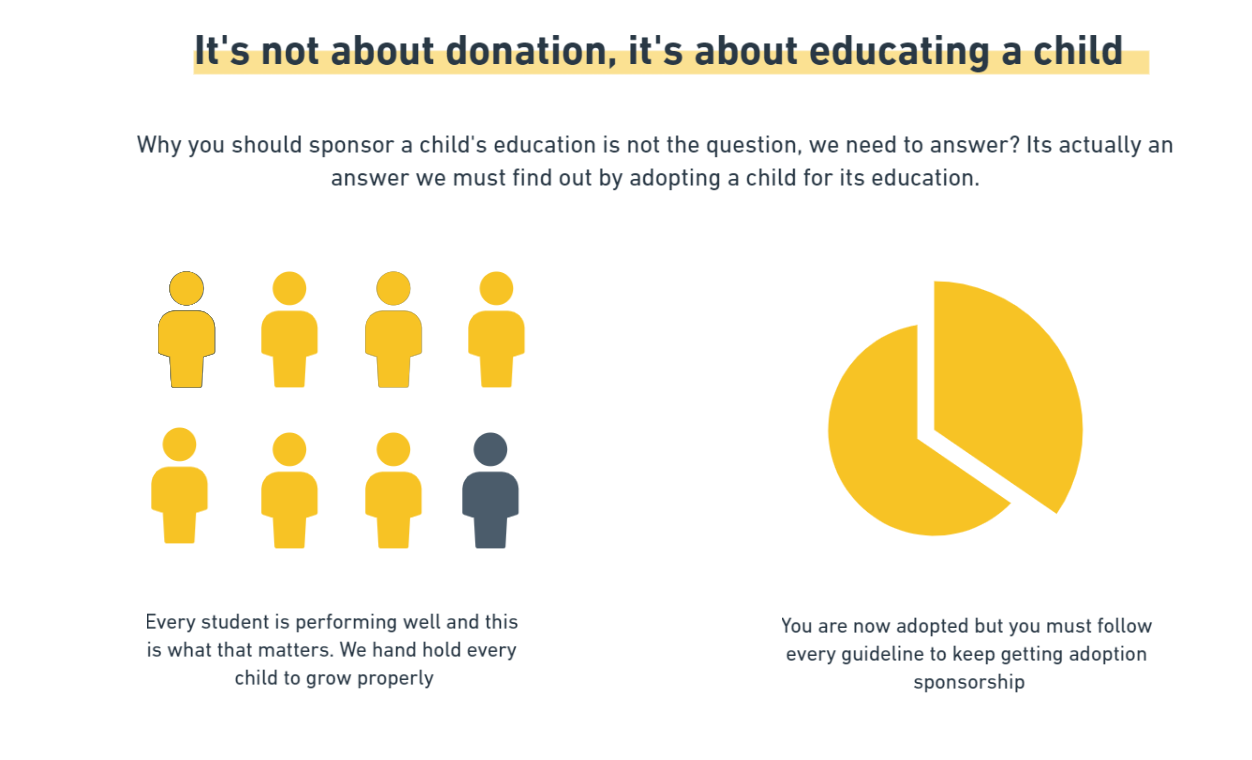 It's not about donation, it's about educating a child
Why you should sponsor a child's education is not the question, we need to answer? Its actually an
answer we must find out by adopting a child for its education.
Every student is performing well and this
is what that matters. We hand hold every
child to grow properly
You are now adopted but you must follow
every guideline to keep getting adoption
sponsorship